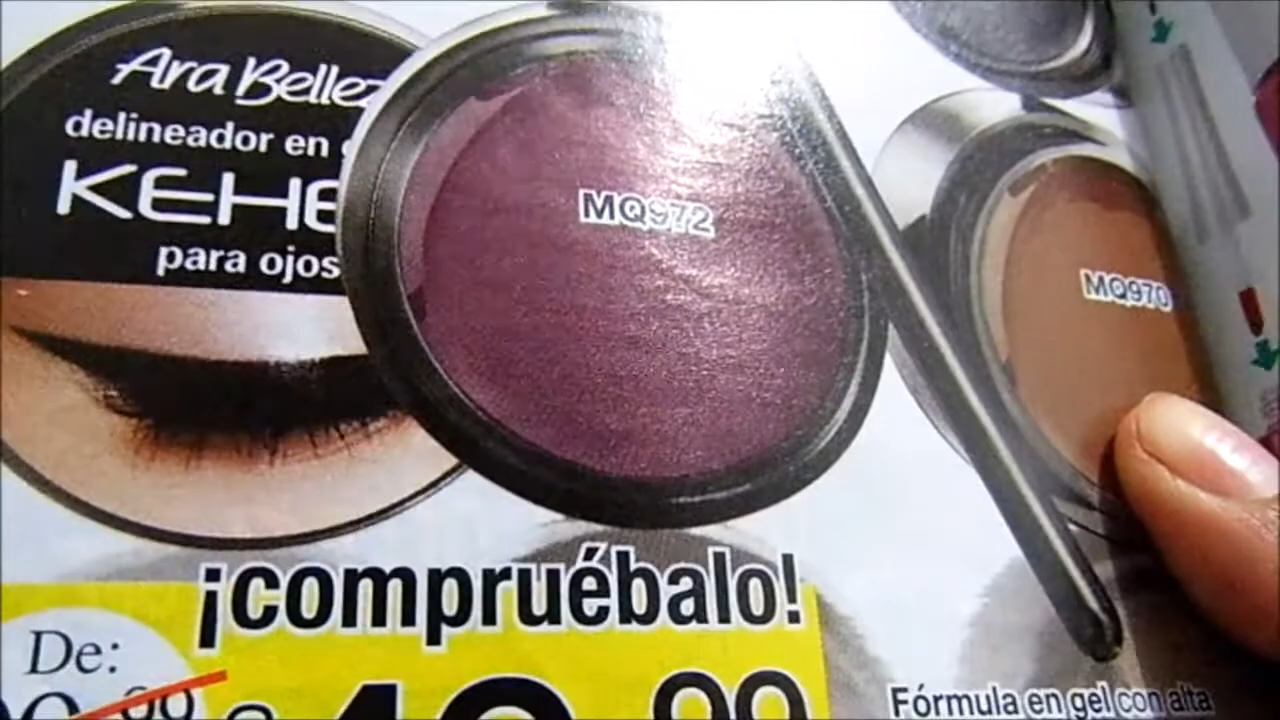 Ara Bellez
delineador en
KEHE
para ojos
MQ972
MQ970
¡compruébalo!
De:
Fórmula en gel con alta